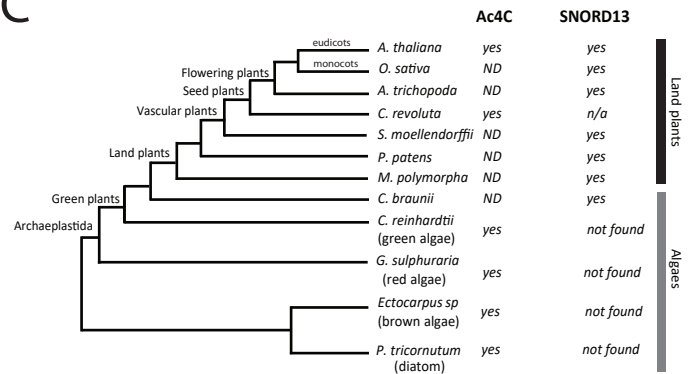 C
Ac4C SNORD13
eudicots A. thaliana yes yes
monocots O. sativa ND yes
Flowering plants
A. trichopoda ND yes
Seed plants
C. revoluta yes n/a
Vascular plants
S. moellendorffii ND yes
Land plants
P. patens ND yes
M. polymorpha ND yes
Green plants
C. braunii ND yes
Archaeplastida
C. reinhardtii yes not found
(green algae)
G. sulphuraria yes not found
(red algae)
Ectocarpus sp yes not found
(brown algae)
P. tricornutum yes not found
(diatom)
Land plants
Algaes